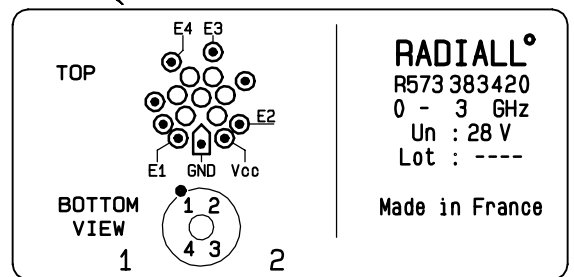 E4 E3
TOP
E2
E1 GND Vcc
BOTTOM
VIEW
1 2
4 3
1 2
RADIALL°
R573 383420
0 - 3 GHz
Un : 28 V
Lot : ----
Made in France